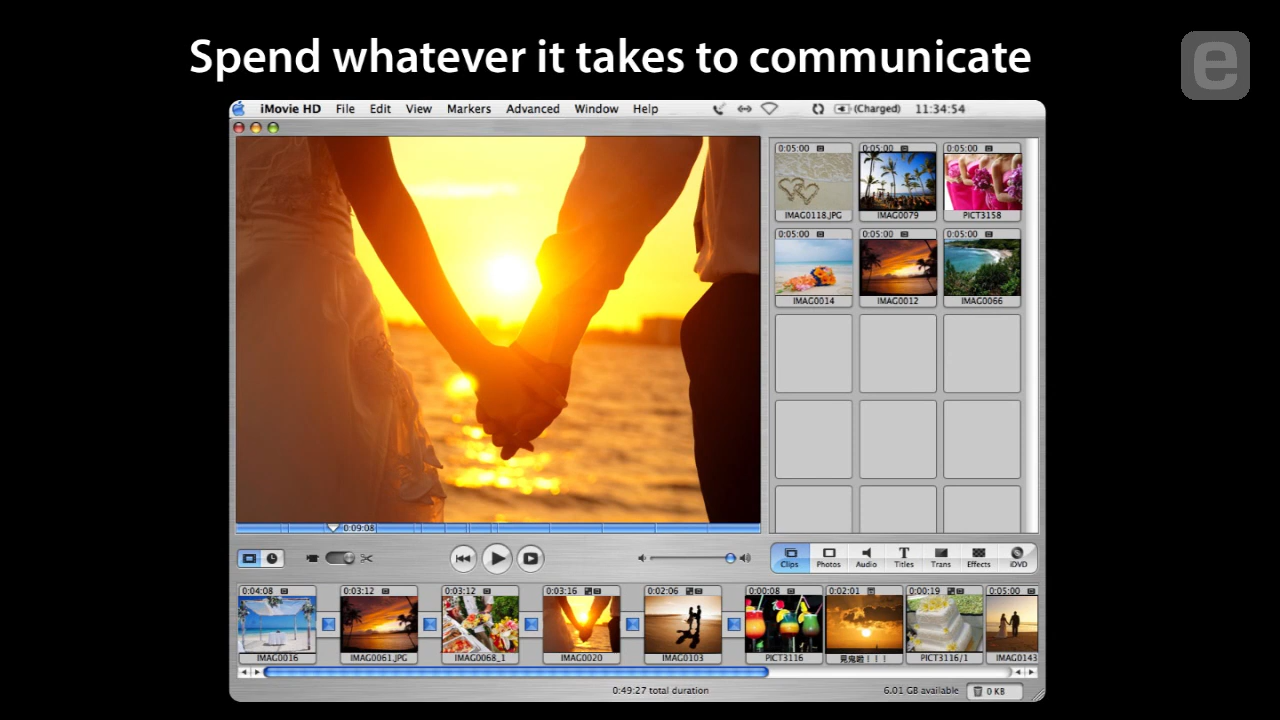 Spend whatever it takes to communicate
e
iMovie HD File Edit View Markers Advanced Window Help (Charged) 11:34:54
0:05:00 0:05:00 0:05:00
IMAG0118.JPG IMAG0079 PICT3158
0:05:00 0:05:00 0:05:00
IMAG0014 IMAG0012 IMAG0066
0:09:08
Clips Photos Audio Titles Trans Effects iDVD
0:04:08 0:03:12 0:03:12 0:03:16 0:02:06 0:00:08 0:02:01 0:00:19 0:05:00
IMAG0016 IMAG0061.JPG IMAG0068_1 IMAG0020 IMAG0103 PICT3116 見鬼啦!!! PICT3116/1 IMAG0143
0:49:27 total duration 6.01 GB available 0 KB